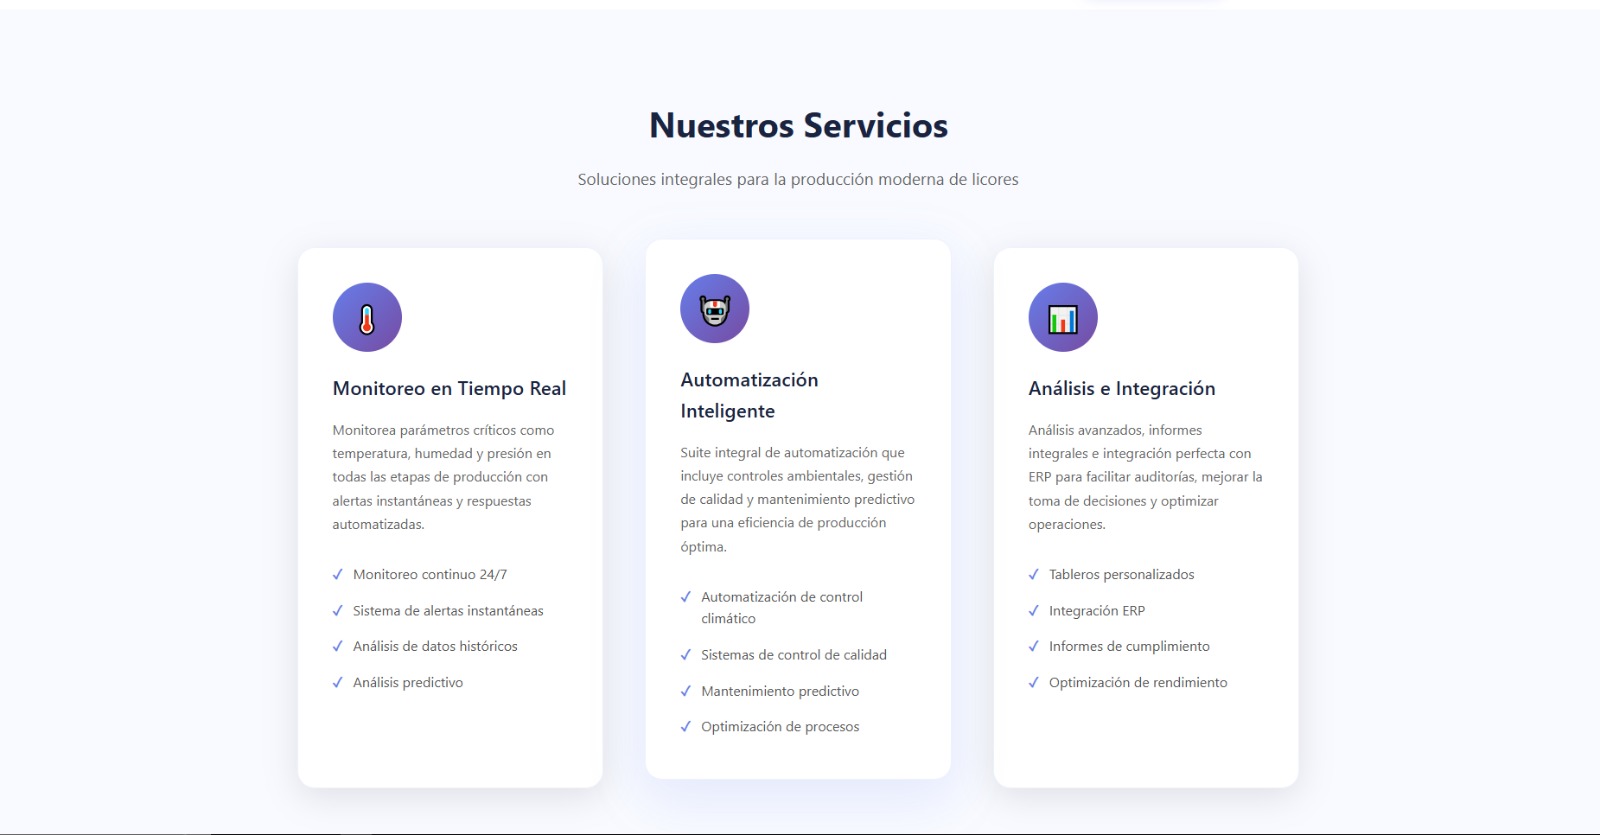 Nuestros Servicios
Soluciones integrales para la producción moderna de licores
Monitoreo en Tiempo Real
Monitorea parámetros críticos como
temperatura, humedad y presión en
todas las etapas de producción con
alertas instantáneas y respuestas
automatizadas.
✓ Monitoreo continuo 24/7
✓ Sistema de alertas instantáneas
✓ Análisis de datos históricos
✓ Análisis predictivo
Automatización
Inteligente
Suite integral de automatización que
incluye controles ambientales, gestión
de calidad y mantenimiento predictivo
para una eficiencia de producción
óptima.
✓ Automatización de control
climático
✓ Sistemas de control de calidad
✓ Mantenimiento predictivo
✓ Optimización de procesos
Análisis e Integración
Análisis avanzados, informes
integrales e integración perfecta con
ERP para facilitar auditorías, mejorar la
toma de decisiones y optimizar
operaciones.
✓ Tableros personalizados
✓ Integración ERP
✓ Informes de cumplimiento
✓ Optimización de rendimiento